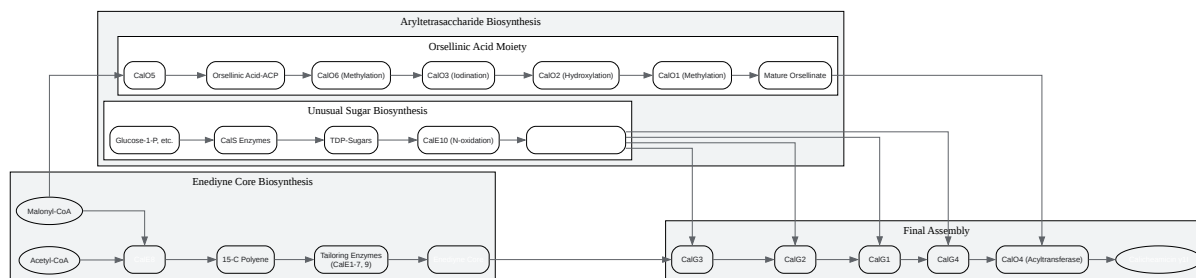 Aryltetrasaccharide Biosynthesis
Orsellinic Acid Moiety
CalO5
Orsellinic Acid-ACP
CalO6 (Methylation)
CalO3 (Iodination)
CalO2 (Hydroxylation)
CalO1 (Methylation)
Mature Orsellinate
Unusual Sugar Biosynthesis
Glucose-1-P, etc.
CalS Enzymes
TDP-Sugars
CalE10 (N-oxidation)
Enediyne Core Biosynthesis
Malonyl-CoA
Acetyl-CoA
15-C Polyene
Tailoring Enzymes
(CalE1-7, 9)
Final Assembly
CalG3
CalG2
CalG1
CalG4
CalO4 (Acyltransferase)